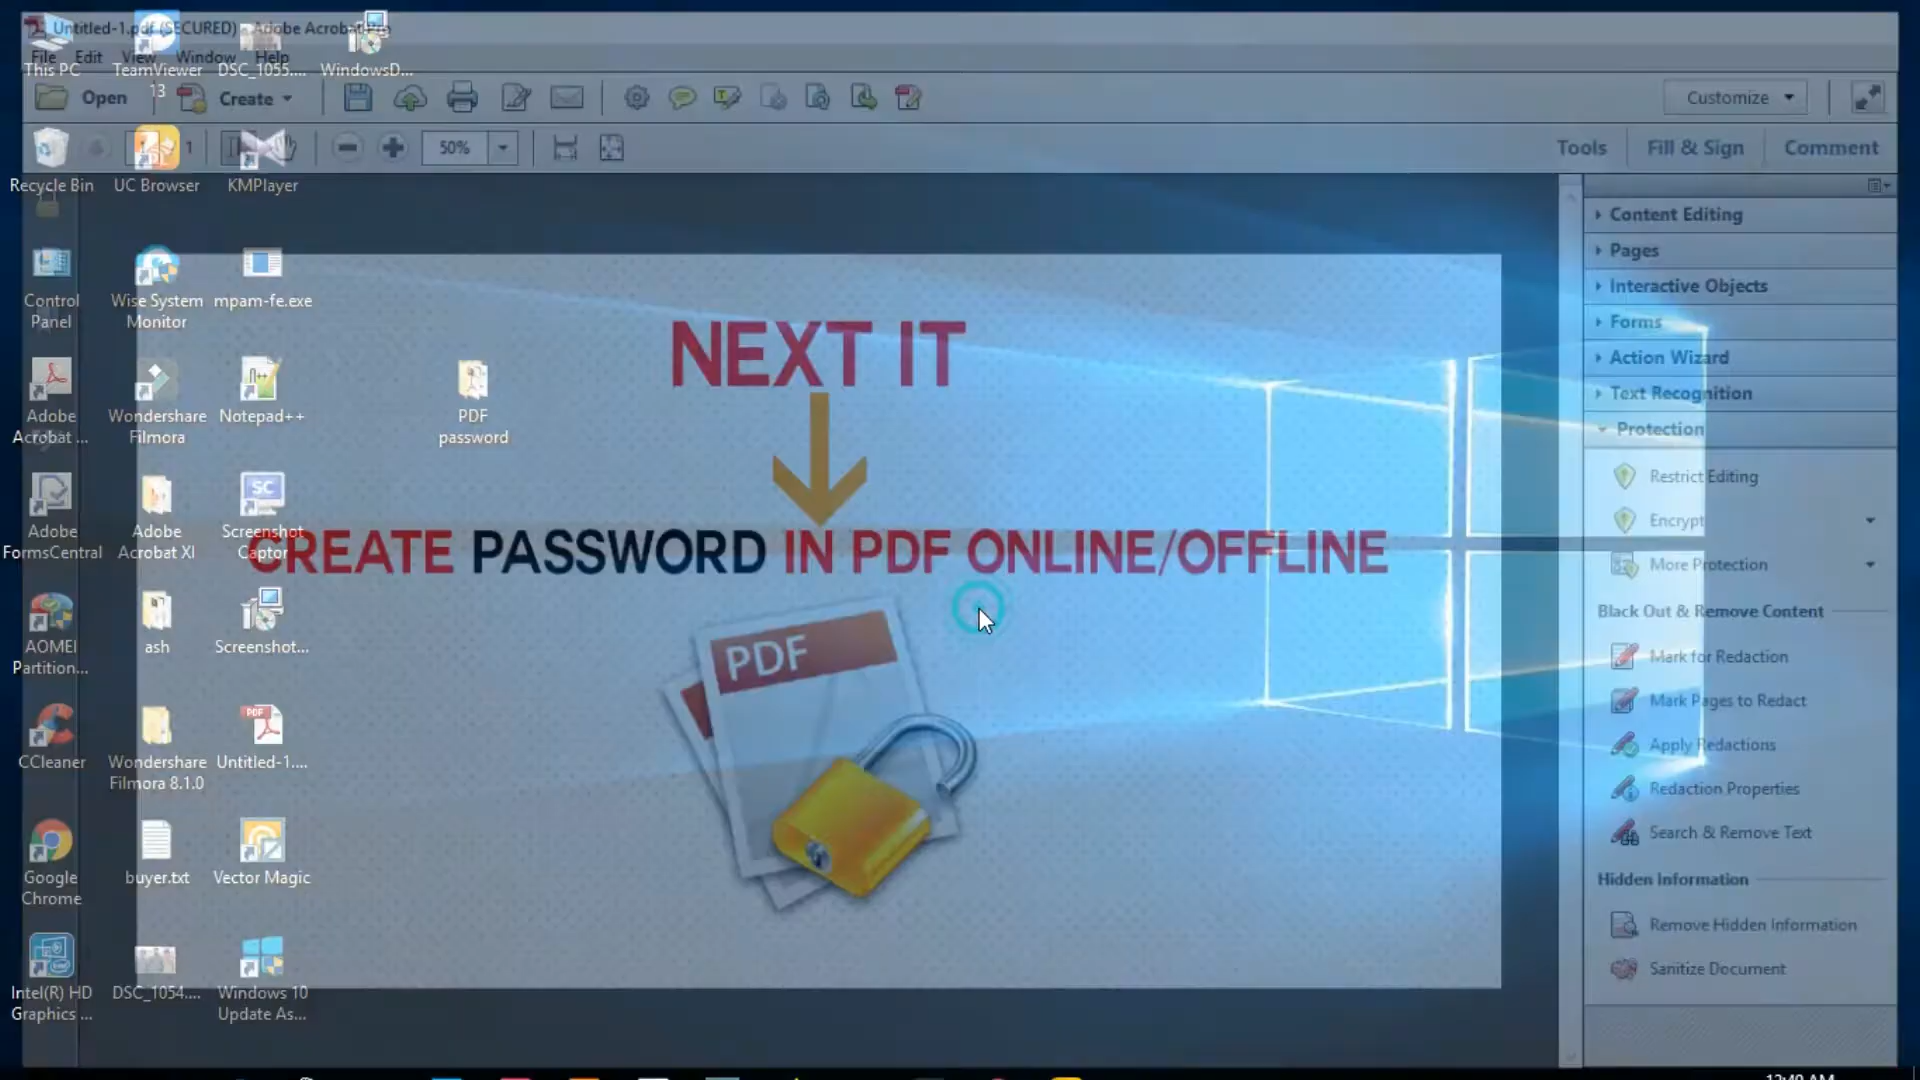 Untitled-1.pdf (SECURED) - Adobe Acrobat Pro
File Edit View Window Help
This PC
TeamViewer 13
DSC_1055....
WindowsD...
Open
Create
Customize
1
50%
Tools
Fill & Sign
Comment
Recycle Bin
UC Browser
KMPlayer
Control Panel
Wise System Monitor
mpam-fe.exe
Adobe Acrobat ...
Wondershare Filmora
Notepad++
PDF password
Adobe FormsCentral
Adobe Acrobat XI
Screenshot Captor
SC
AOMEI Partition...
ash
Screenshot...
CCleaner
Wondershare Filmora 8.1.0
Untitled-1....
PDF
Google Chrome
buyer.txt
Vector Magic
Intel(R) HD Graphics ...
DSC_1054....
Windows 10 Update As...
NEXT IT
CREATE PASSWORD IN PDF ONLINE/OFFLINE
PDF
Content Editing
Pages
Interactive Objects
Forms
Action Wizard
Text Recognition
Protection
Restrict Editing
Encrypt
More Protection
Black Out & Remove Content
Mark for Redaction
Mark Pages to Redact
Apply Redactions
Redaction Properties
Search & Remove Text
Hidden Information
Remove Hidden Information
Sanitize Document